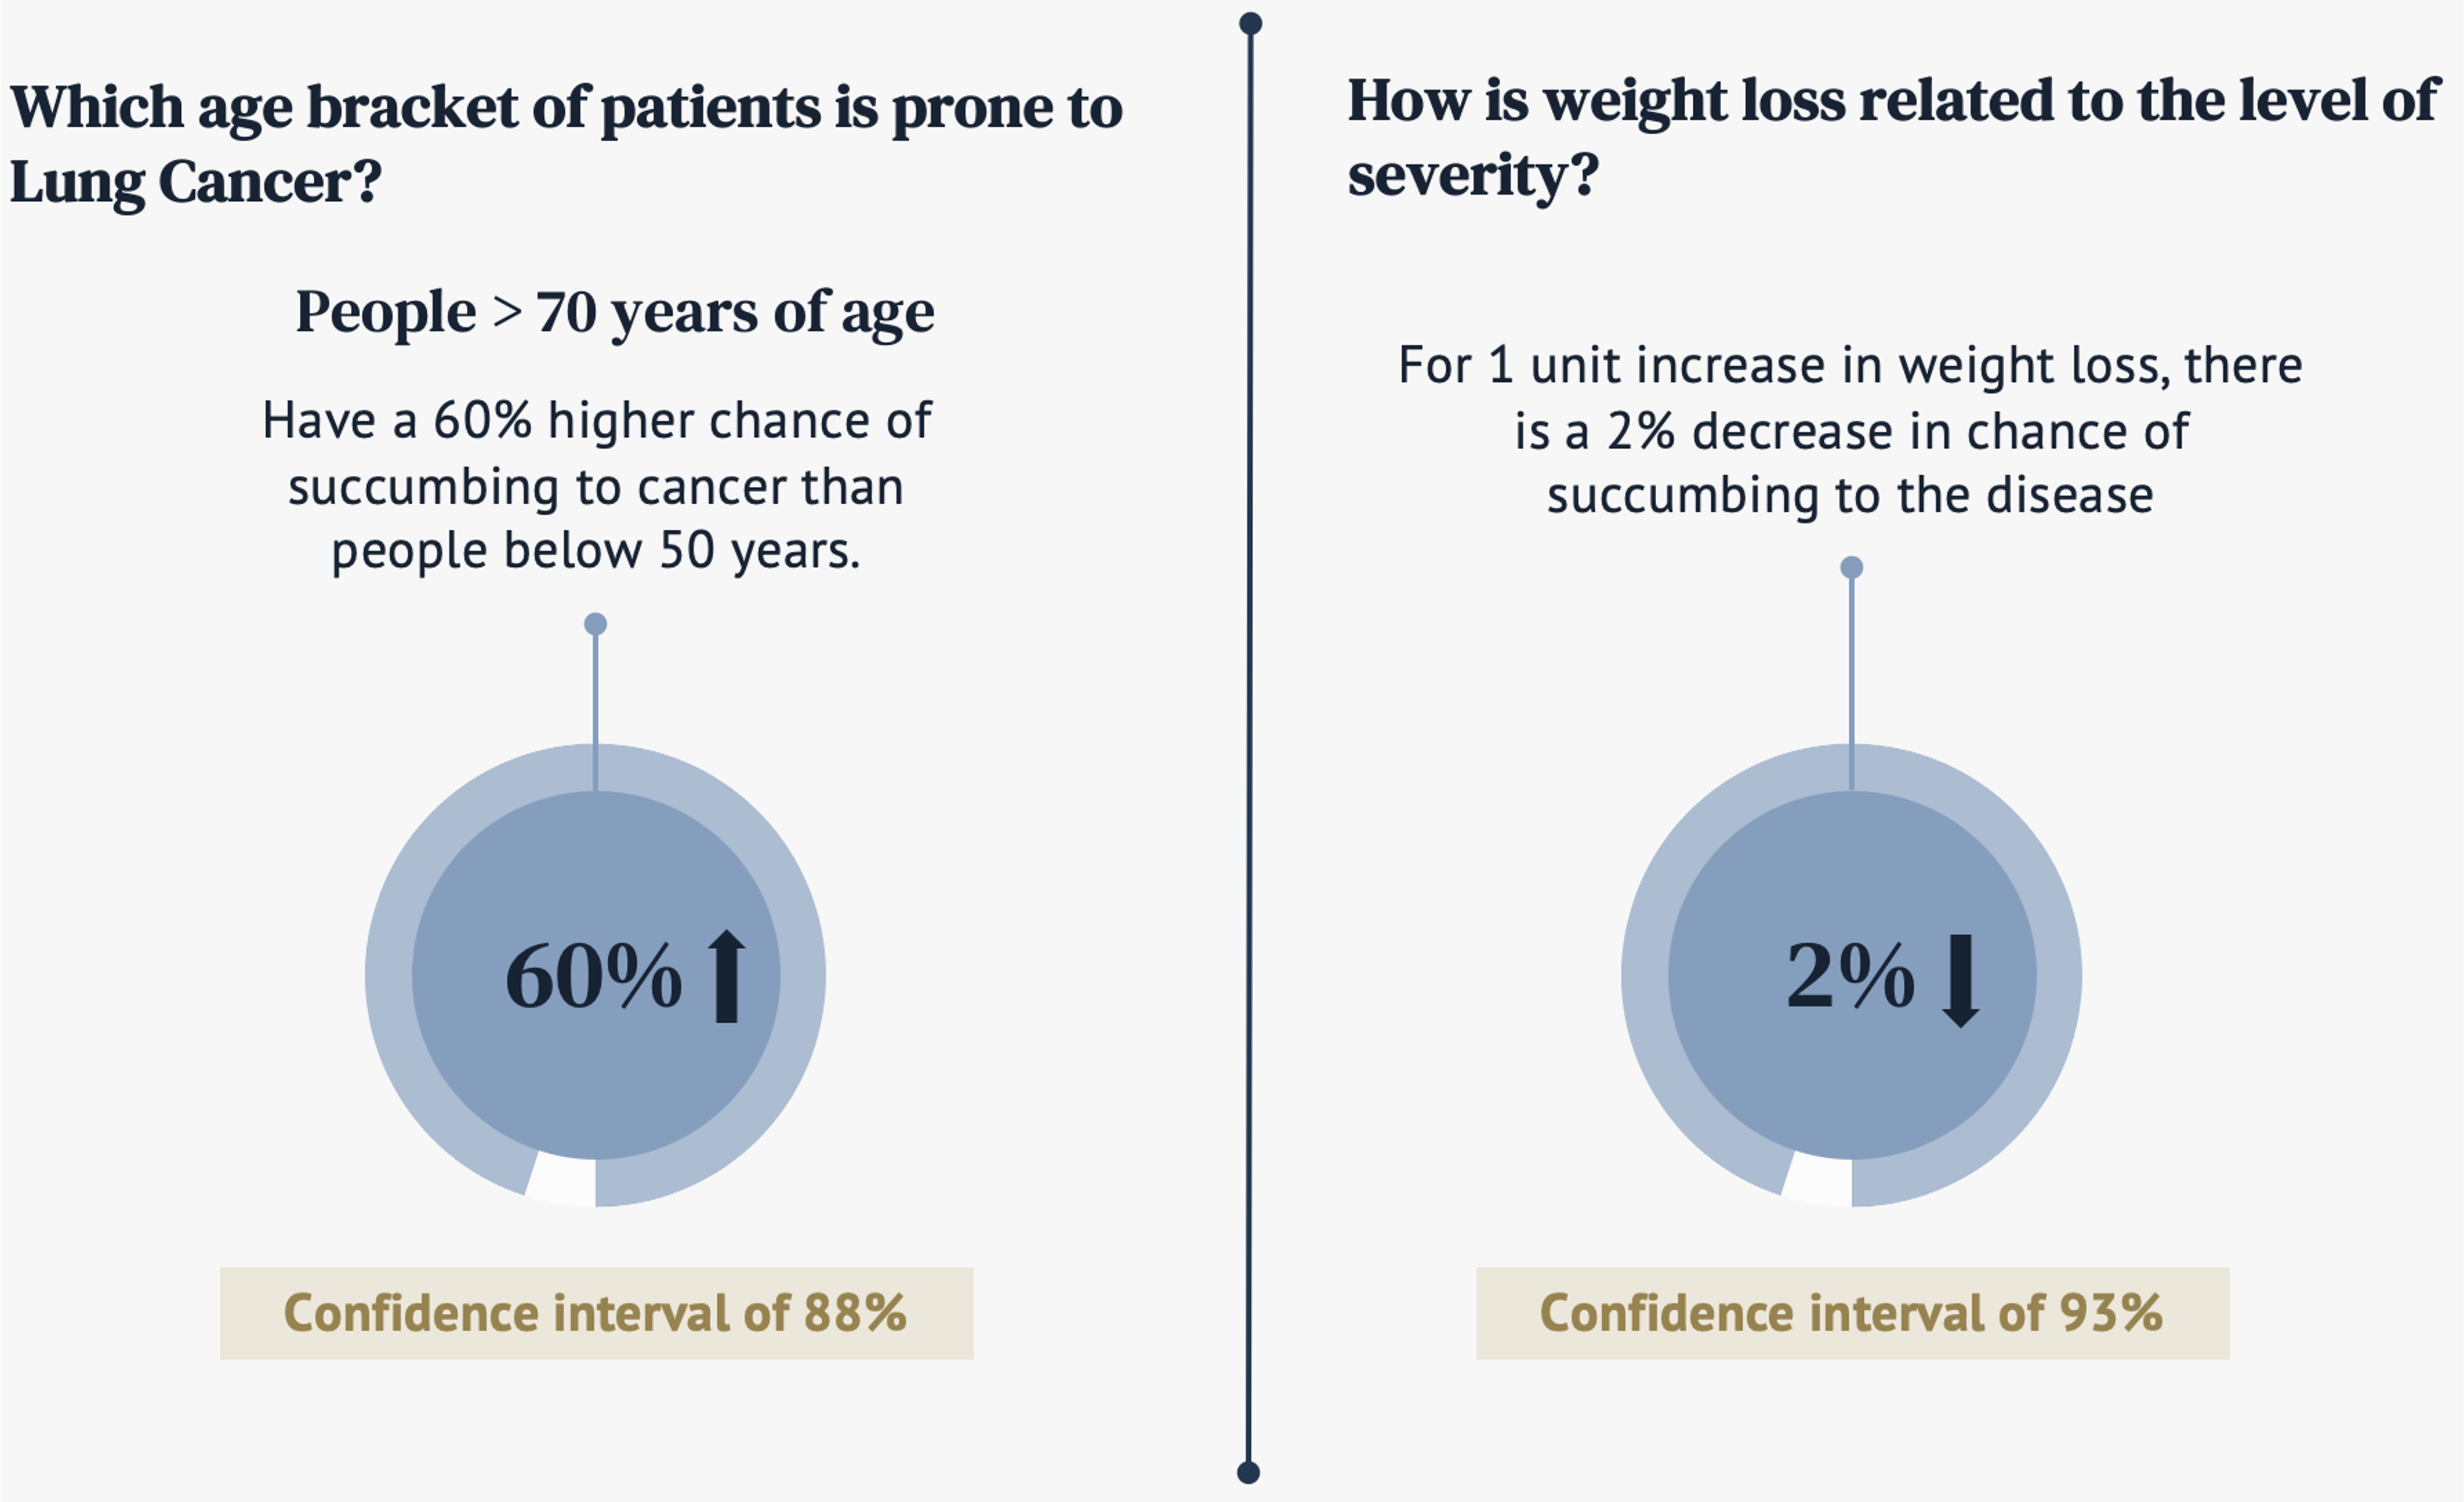 Which age bracket of patients is prone to
Lung Cancer?
People > 70 years of age
Have a 60% higher chance of
succumbing to cancer than
people below 50 years.
60%
Confidence interval of 88%
How is weight loss related to the level of
severity?
For 1 unit increase in weight loss, there
is a 2% decrease in chance of
succumbing to the disease
2%
Confidence interval of 93%